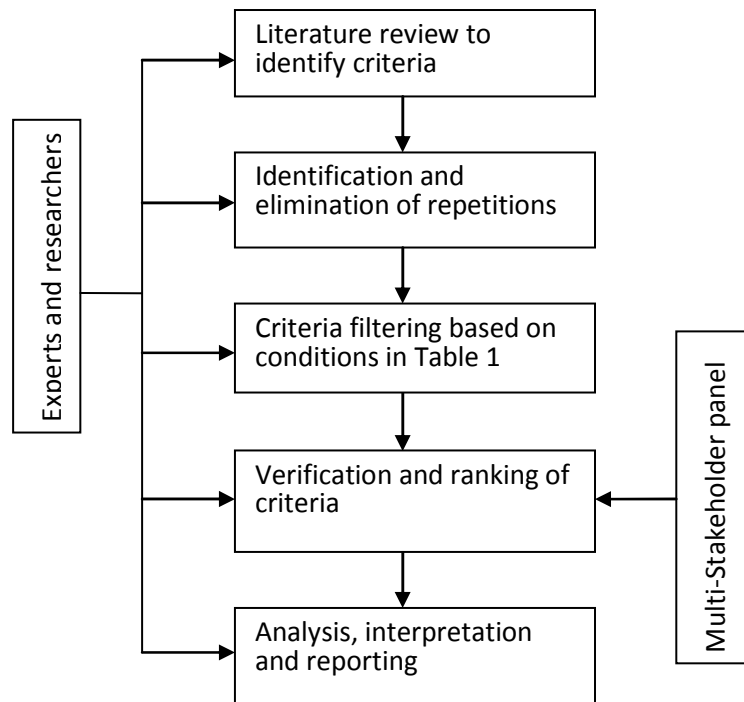 Literature review to
identify criteria
Experts and researchers
Identification and
elimination of repetitions
Criteria filtering based on
conditions in Table 1
Verification and ranking of
criteria
Multi-Stakeholder panel
Analysis, interpretation
and reporting